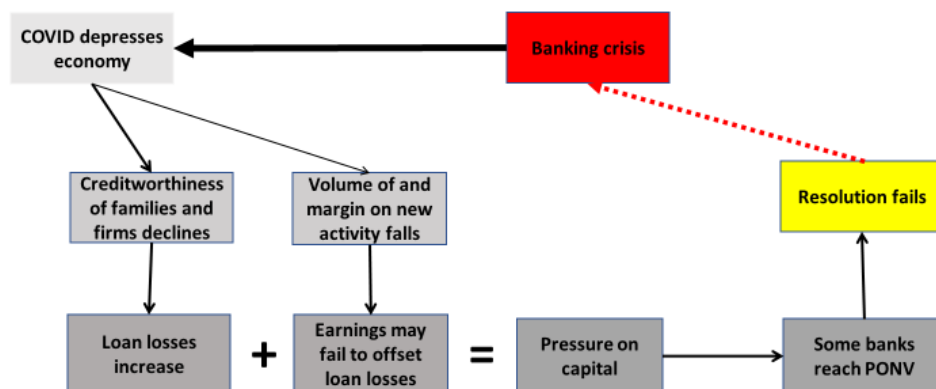 COVID depresses
economy
Banking crisis
Creditworthiness
of families and
firms declines
Volume of and
margin on new
activity falls
Resolution fails
Loan losses
increase
+
Earnings may
fail to offset
loan losses
=
Pressure on
capital
Some banks
reach PONV